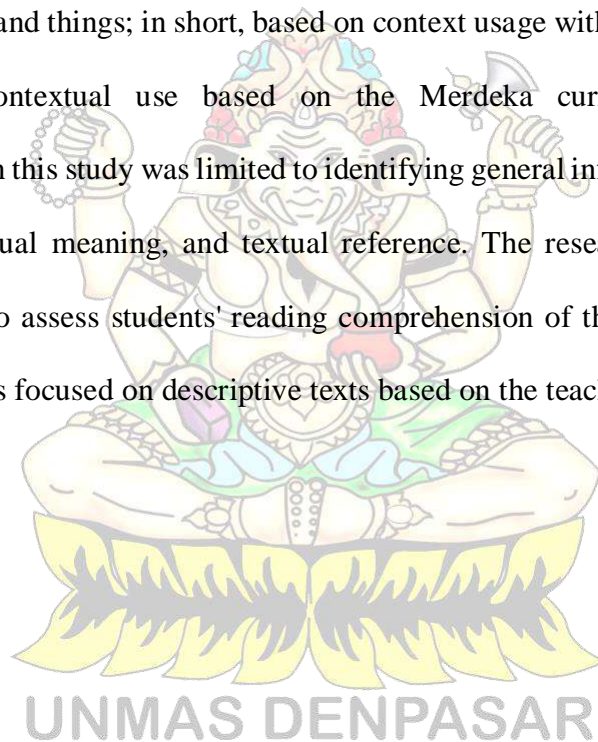 and things; in short, based on context usage with
ontextual use based on the Merdeka cur
n this study was limited to identifying general in
ual meaning, and textual reference. The rese
o assess students' reading comprehension of th
s focused on descriptive texts based on the teac
UNMAS DENPASAR